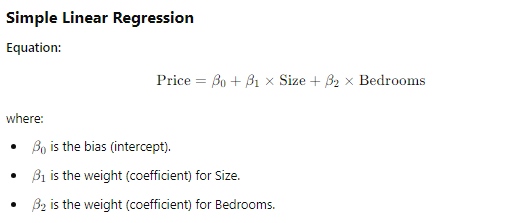 Simple Linear Regression
Equation:
Price = β₀ + β₁ × Size + β₂ × Bedrooms
where:
• β₀ is the bias (intercept).
• β₁ is the weight (coefficient) for Size.
• β₂ is the weight (coefficient) for Bedrooms.